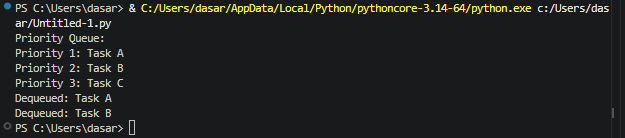 PS C:\Users\dasar> & C:/Users/dasar/AppData/Local/Python/pythoncore-3.14-64/python.exe c:/Users/das
ar/Untitled-1.py
Priority Queue:
Priority 1: Task A
Priority 2: Task B
Priority 3: Task C
Dequeued: Task A
Dequeued: Task B
PS C:\Users\dasar>